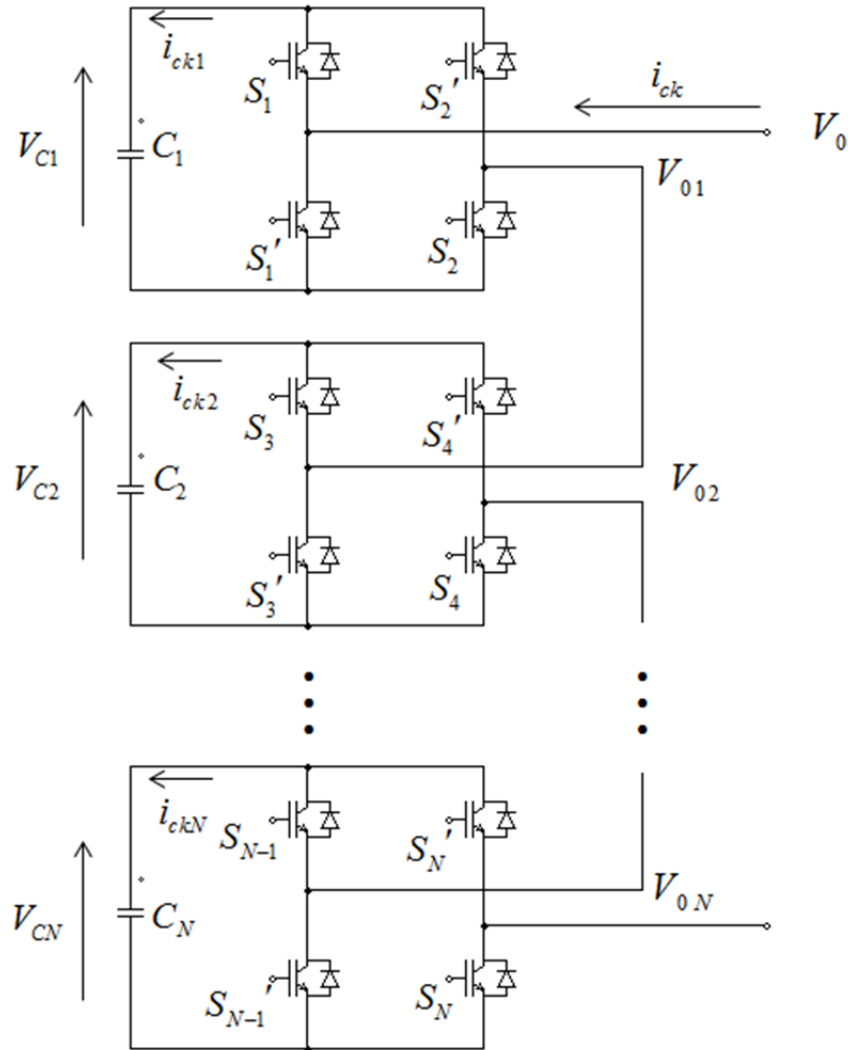 i_{ck1}
S_1
S_2'
i_{ck}
V_0
V_{C1}
C_1
V_{01}
S_1'
S_2
i_{ck2}
S_3
S_4'
V_{C2}
C_2
V_{02}
S_3'
S_4
i_{ckN}
S_{N-1}
S_N'
V_{CN}
C_N
V_{0N}
S_{N-1}'
S_N